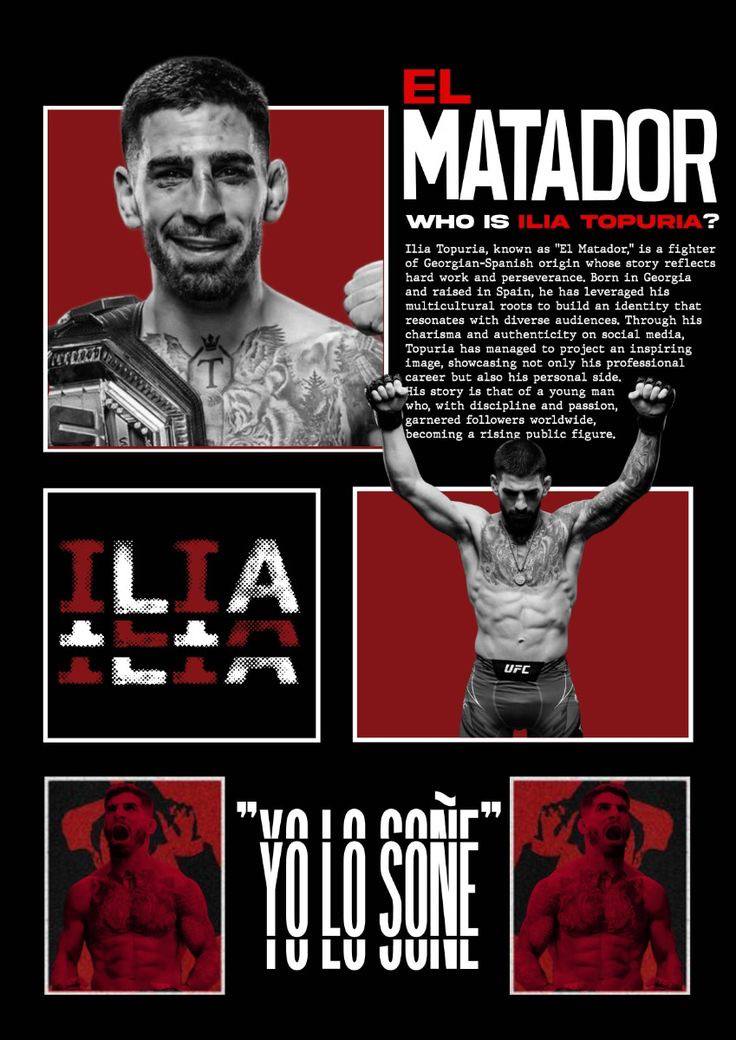 EL
MATADOR
WHO IS ILIA TOPURIA?
Ilia Topuria, known as "El Matador," is a fighter
of Georgian-Spanish origin whose story reflects
hard work and perseverance. Born in Georgia
and raised in Spain, he has leveraged his
multicultural roots to build an identity that
resonates with diverse audiences. Through his
charisma and authenticity on social media,
Topuria has managed to project an inspiring
image, showcasing not only his professional
career but also his personal side.
His story is that of a young man
who, with discipline and passion,
garnered followers worldwide,
becoming a rising public figure.
T
ILIA
ILIA
ILIA
UFC
"YO LO SOÑE"